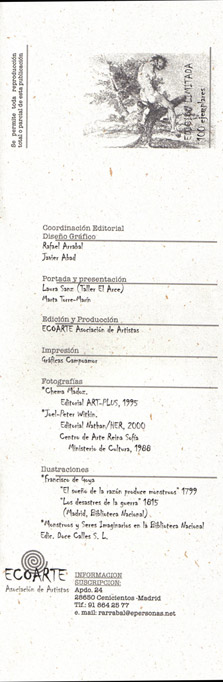 Se permite toda reproducción
total o parcial de esta publicación
EDICIÓN LIMITADA
900 ejemplares
Coordinación Editorial
Diseño Gráfico
Rafael Arrabal
Javier Abad
Portada y presentación
Laura Sanz (Taller El Arce)
Marta Torre-Marín
Edición y Producción
ECOARTE Asociación de Artistas
Impresión
Gráficas Campuamor
Fotografías
*Chema Madoz.
Editorial ART-PLUS, 1995
*Joel-Peter Witkin.
Editorial Nathan/HER, 2000
Centro de Arte Reina Sofía
Ministerio de Cultura, 1988
Ilustraciones
*Francisco de Goya
"El sueño de la razón produce monstruos" 1799
"Los desastres de la guerra" 1815
(Madrid, Biblioteca Nacional).
*Monstruos y Seres Imaginarios en la Biblioteca Nacional
Edic. Doce Calles S. L.
ECOARTE
Asociación de Artistas
INFORMACION
SUSCRIPCION:
Apdo. 24
28650 Cenicientos -Madrid
Tlf: 91 864 25 77
e. mail: rarrabal@epersonas.net